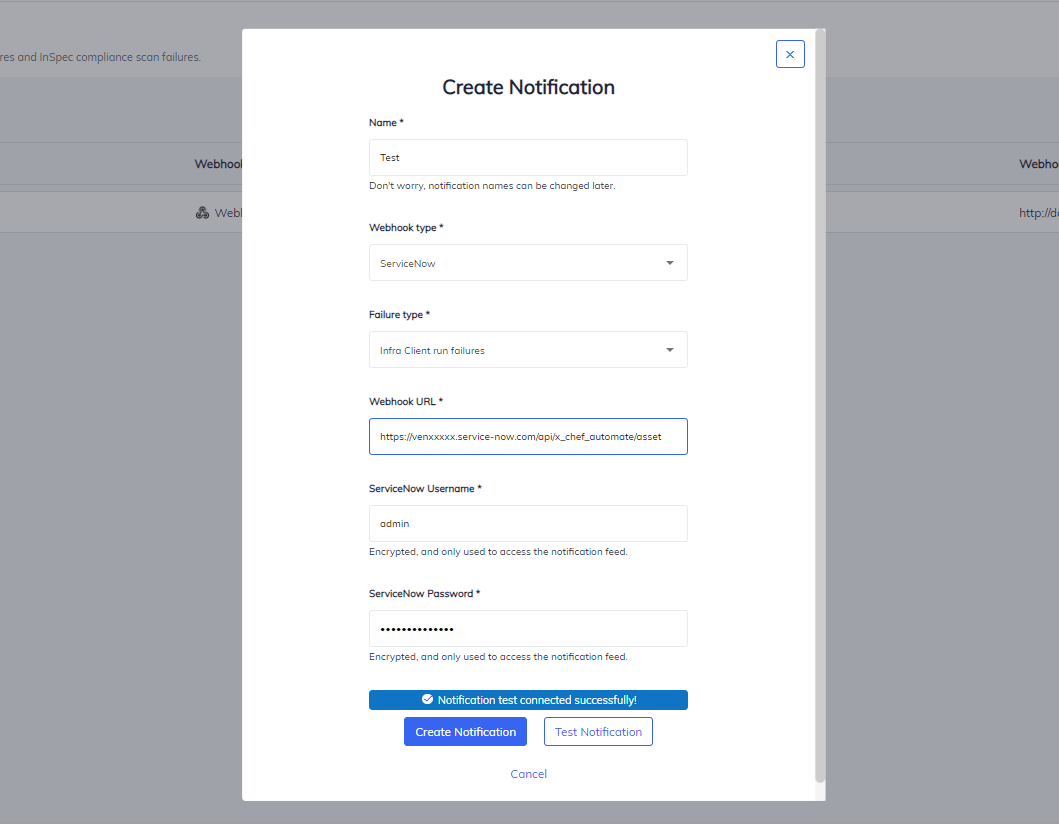 res and InSpec compliance scan failures.
Create Notification
Name *
Test
Don't worry, notification names can be changed later.
Webhook
Webho
Webl
http://d
Webhook type *
ServiceNow
Failure type *
Infra Client run failures
Webhook URL *
https://venxxxxx.service-now.com/api/x_chef_automate/asset
ServiceNow Username *
admin
Encrypted, and only used to access the notification feed.
ServiceNow Password *
••••••••••••••
Encrypted, and only used to access the notification feed.
Notification test connected successfully!
Create Notification Test Notification
Cancel